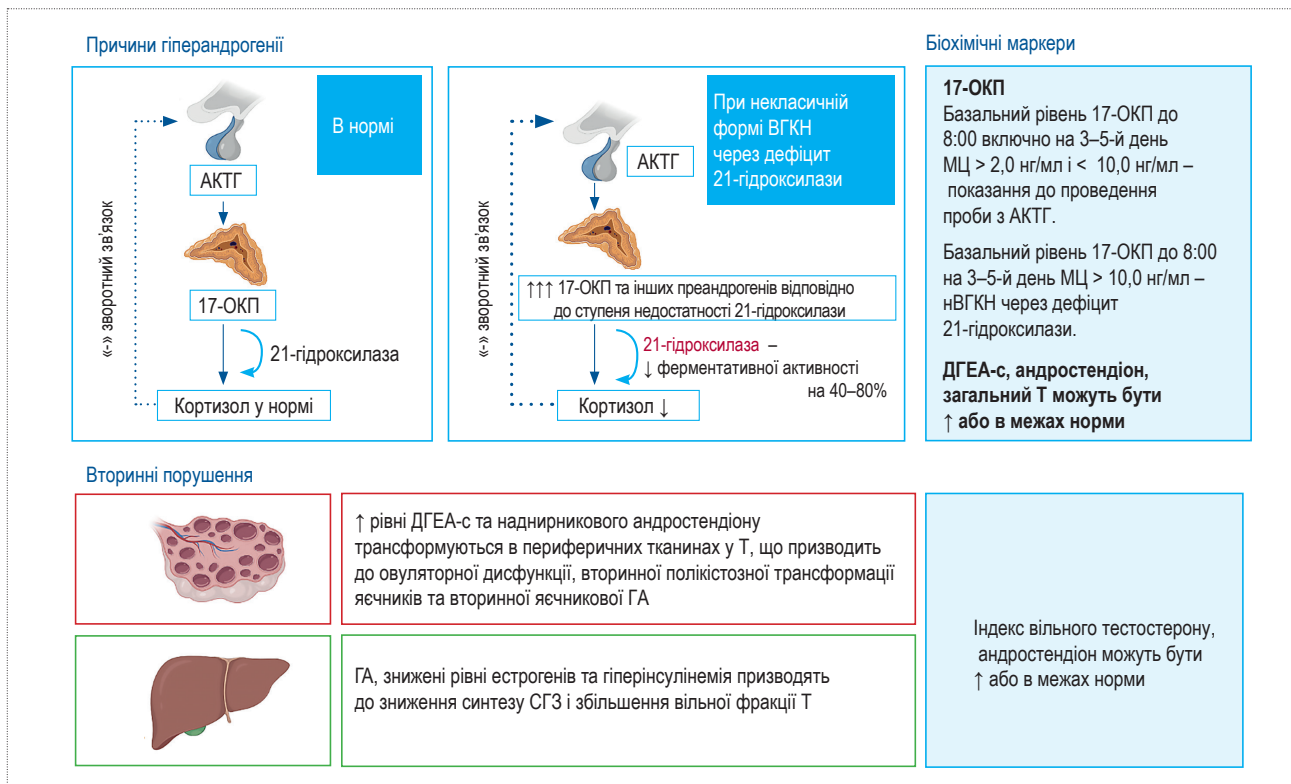 Причини гіперандрогенії
«-» зворотний зв'язок
В нормі
АКТГ
17-ОКП
21-гідроксилаза
Кортизол у нормі
«-» зворотний зв'язок
При некласичній
формі ВГКН
через дефіцит
21-гідроксилази
АКТГ
↑↑↑ 17-ОКП та інших преандрогенів відповідно
до ступеня недостатності 21-гідроксилази
21-гідроксилаза –
↓ ферментативної активності
на 40–80%
Кортизол ↓
Біохімічні маркери
17-ОКП
Базальний рівень 17-ОКП до
8:00 включно на 3–5-й день
МЦ > 2,0 нг/мл і < 10,0 нг/мл –
показання до проведення
проби з АКТГ.
Базальний рівень 17-ОКП до 8:00
на 3–5-й день МЦ > 10,0 нг/мл –
нВГКН через дефіцит
21-гідроксилази.
ДГЕА-с, андростендіон,
загальний Т можуть бути
↑ або в межах норми
Вторинні порушення
↑ рівні ДГЕА-с та наднирникового андростендіону
трансформуються в периферичних тканинах у Т, що призводить
до овуляторної дисфункції, вторинної полікістозної трансформації
яєчників та вторинної яєчникової ГА
ГА, знижені рівні естрогенів та гіперінсулінемія призводять
до зниження синтезу СГЗ і збільшення вільної фракції Т
Індекс вільного тестостерону,
андростендіон можуть бути
↑ або в межах норми